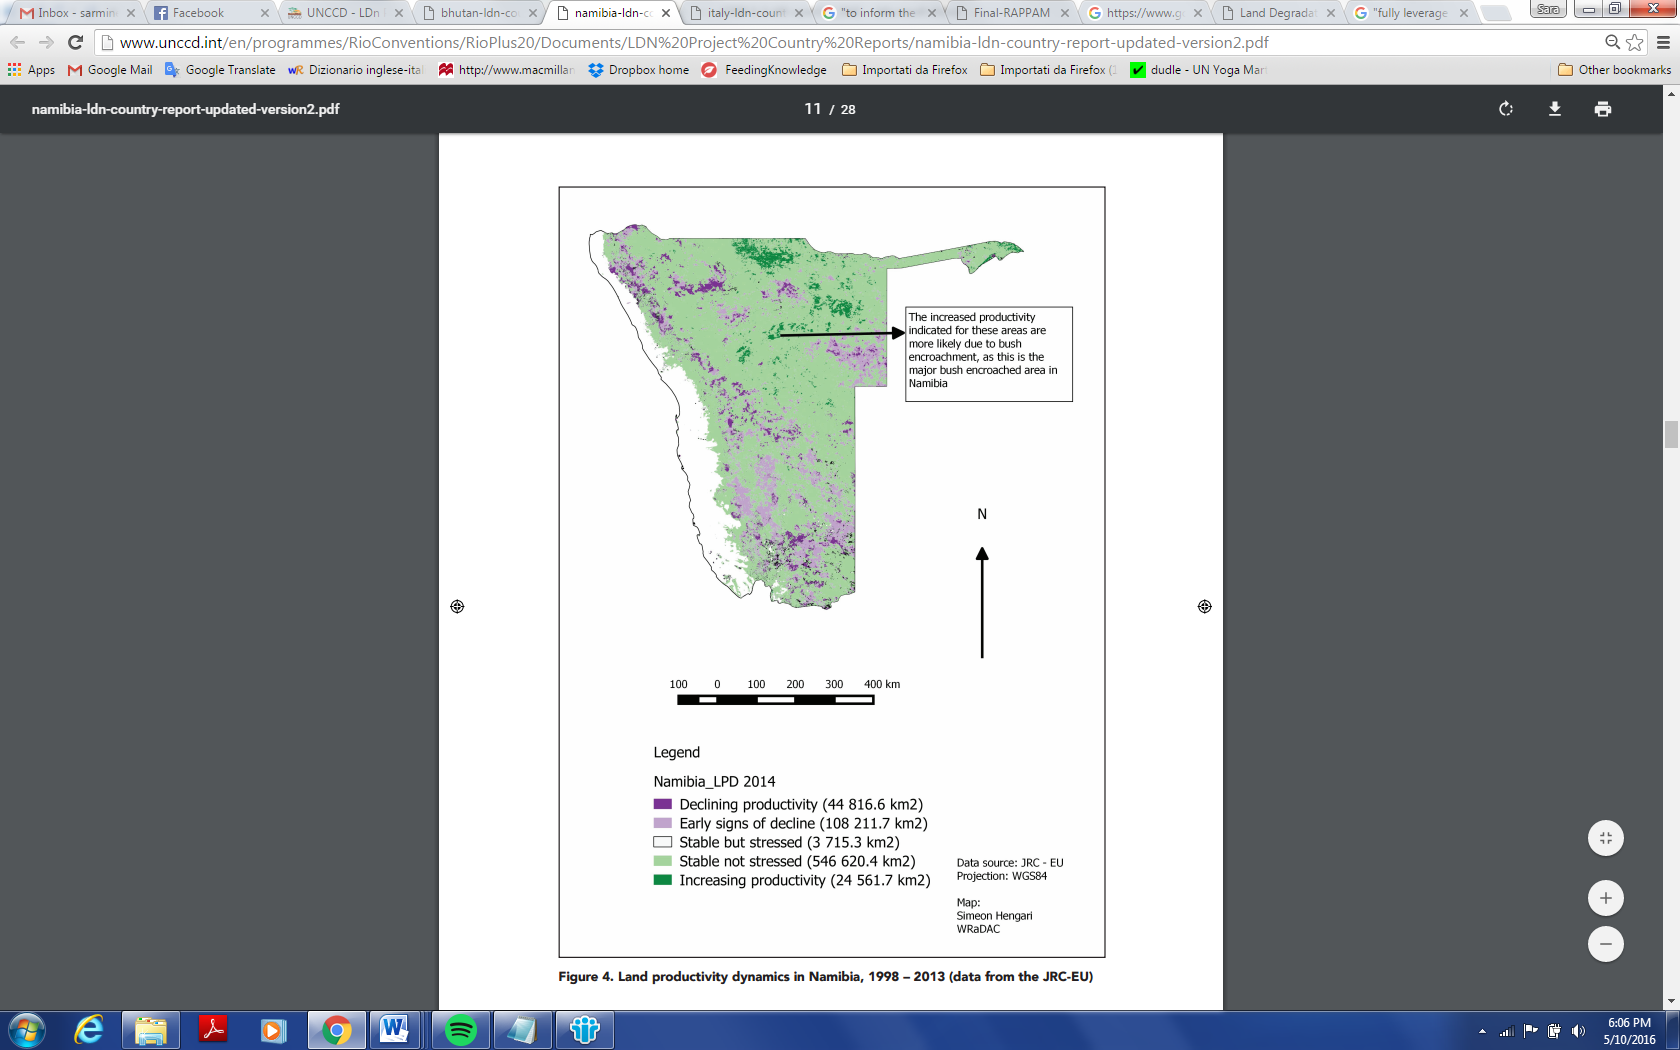 Inbox - sarmin
Facebook
UNCCD - LDn
bhutan-ldn-co
namibia-ldn-co
italy-ldn-coun
"to inform the
Final-RAPPAM
https://www.g
Land Degradat
"fully leverage
Sara
www.unccd.int/en/programmes/RioConventions/RioPlus20/Documents/LDN%20Project%20Country%20Reports/namibia-ldn-country-report-updated-version2.pdf
Apps
Google Mail
Google Translate
Dizionario inglese-ital
http://www.macmillan
Dropbox home
FeedingKnowledge
Importati da Firefox
Importati da Firefox (1
dudle - UN Yoga Mar
Other bookmarks
namibia-ldn-country-report-updated-version2.pdf
11 / 28
The increased productivity
indicated for these areas are
more likely due to bush
encroachment, as this is the
major bush encroached area in
Namibia
N
100 0 100 200 300 400 km
Legend
Namibia_LPD 2014
Declining productivity (44 816.6 km2)
Early signs of decline (108 211.7 km2)
Stable but stressed (3 715.3 km2)
Stable not stressed (546 620.4 km2)
Increasing productivity (24 561.7 km2)
Data source: JRC - EU
Projection: WGS84
Map:
Simeon Hengari
WRaDAC
Figure 4. Land productivity dynamics in Namibia, 1998 – 2013 (data from the JRC-EU)
6:06 PM
5/10/2016